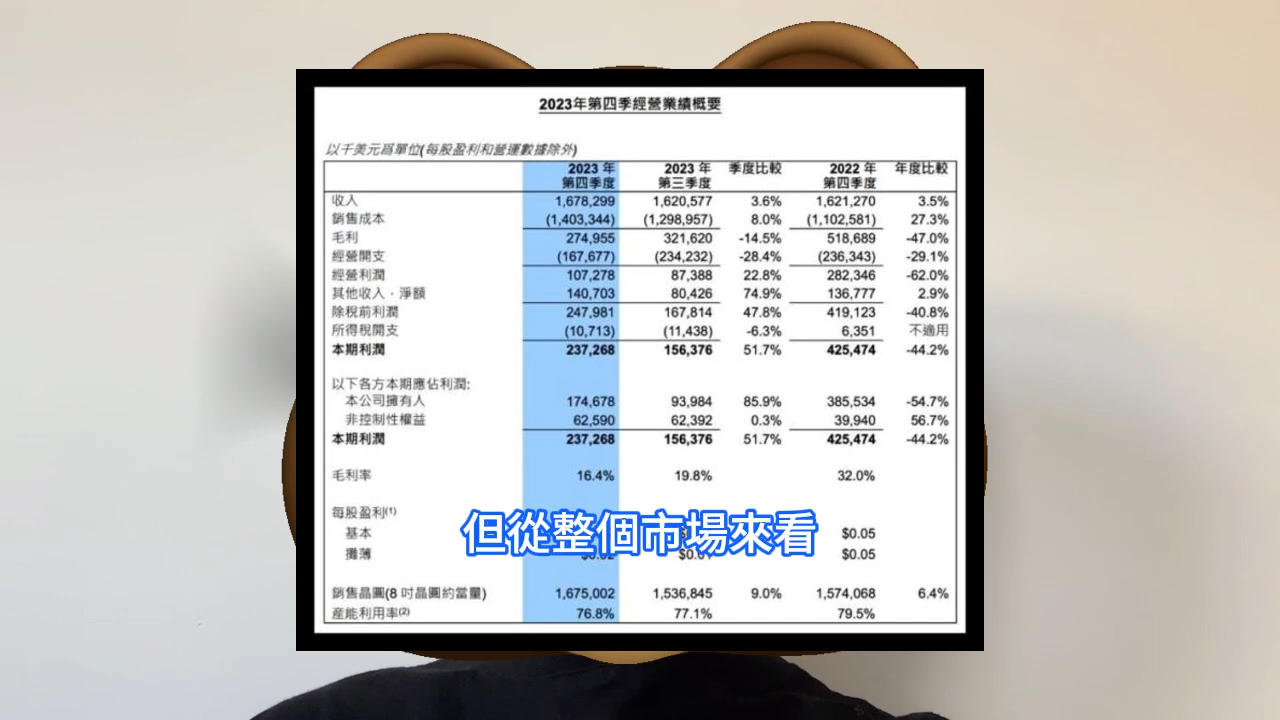 2023年第四季經營業績概要
以千美元爲單位(每股盈利和營運數據除外)
2023 年 2023 年 季度比較 2022 年 年度比較
第四季度 第三季度 第四季度
收入 1,678,299 1,620,577 3.6% 1,621,270 3.5%
銷售成本 (1,403,344) (1,298,957) 8.0% (1,102,581) 27.3%
毛利 274,955 321,620 -14.5% 518,689 -47.0%
經營開支 (167,677) (234,232) -28.4% (236,343) -29.1%
經營利潤 107,278 87,388 22.8% 282,346 -62.0%
其他收入，淨額 140,703 80,426 74.9% 136,777 2.9%
除稅前利潤 247,981 167,814 47.8% 419,123 -40.8%
所得稅開支 (10,713) (11,438) -6.3% 6,351 不適用
本期利潤 237,268 156,376 51.7% 425,474 -44.2%
以下各方本期應佔利潤:
本公司擁有人 174,678 93,984 85.9% 385,534 -54.7%
非控制性權益 62,590 62,392 0.3% 39,940 56.7%
本期利潤 237,268 156,376 51.7% 425,474 -44.2%
毛利率 16.4% 19.8% 32.0%
每股盈利(1)
基本 $0.05
攤薄 $0.05
但從整個市場來看
銷售晶圓(8 吋晶圓約當量) 1,675,002 1,536,845 9.0% 1,574,068 6.4%
產能利用率(2) 76.8% 77.1% 79.5%